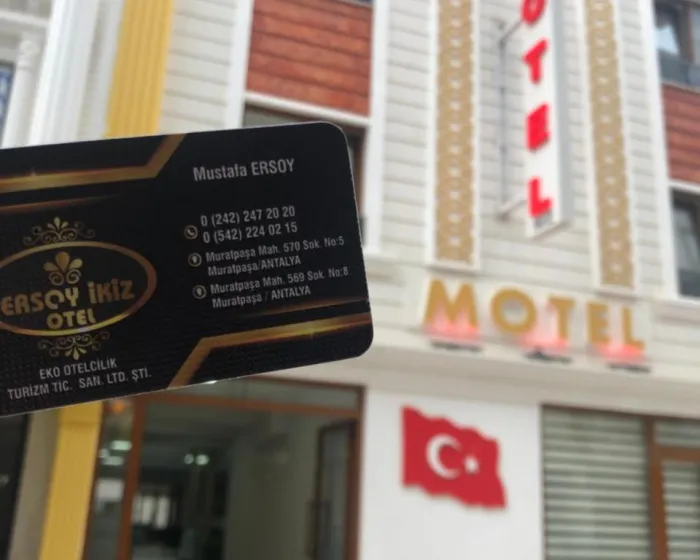 Mustafa ERSOY
0 (242) 247 20 20
0 (542) 224 02 15
Muratpaşa Mah. 570 Sok. No:5
Muratpaşa/ANTALYA
Muratpaşa Mah. 569 Sok. No:8
Muratpaşa / ANTALYA
ERSOY İKİZ
OTEL
EKO OTELCİLİK
TURİZM TİC. SAN. LTD. ŞTİ.
OTEL
MOTEL